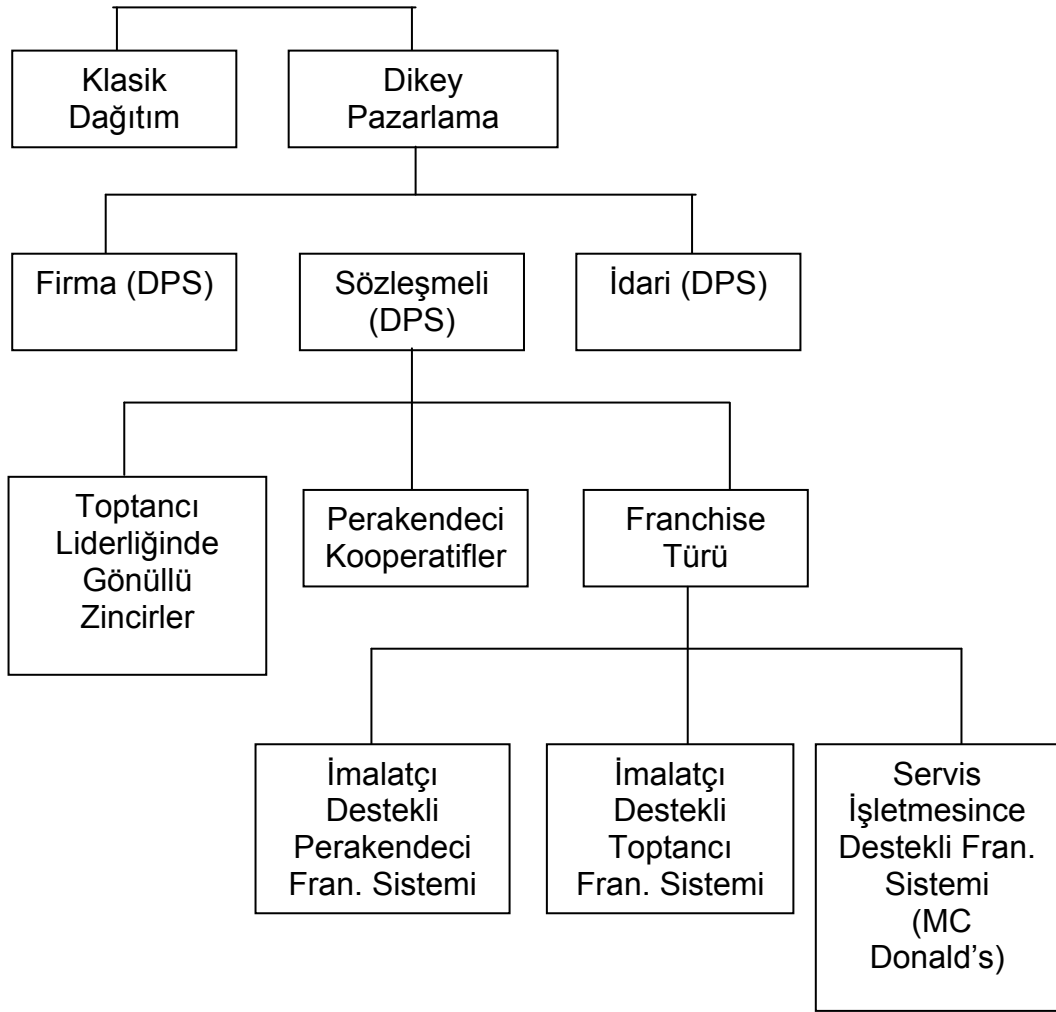 Klasik
Dağıtım
Dikey
Pazarlama
Firma (DPS)
Sözleşmeli
(DPS)
İdari (DPS)
Toptancı
Liderliğinde
Gönüllü
Zincirler
Perakendeci
Kooperatifler
Franchise
Türü
İmalatçı
Destekli
Perakendeci
Fran. Sistemi
İmalatçı
Destekli
Toptancı
Fran. Sistemi
Servis
İşletmesince
Destekli Fran.
Sistemi
(MC
Donald’s)